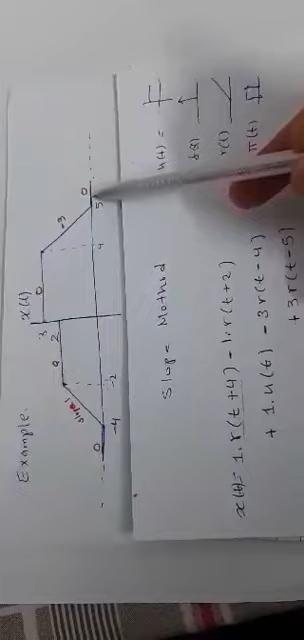 Example.
x(t)
3
2
0
0
-3
slope 1
0
0
-4
-2
4
5
Slope Method
u(t) =
δ(t)
r(t)
π(t)
x(t) = 1.r(t+4) - 1.r(t+2)
+ 1.u(t) - 3r(t-4)
+ 3r(t-5)